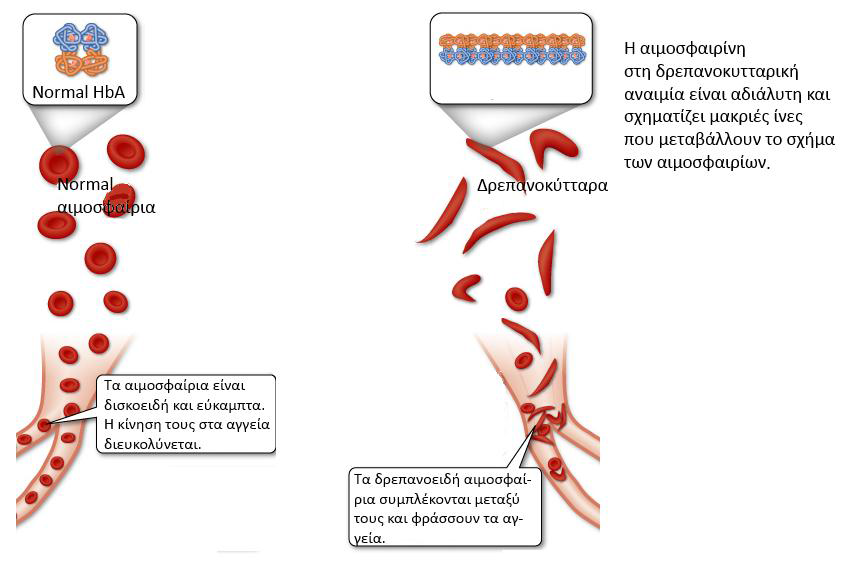 Normal HbA
Normal
αιμοσφαίρια
Τα αιμοσφαίρια είναι
δισκοειδή και εύκαμπτα.
Η κίνηση τους στα αγγεία
διευκολύνεται.
Δρεπανοκύτταρα
Η αιμοσφαιρίνη
στη δρεπανοκυτταρική
αναιμία είναι αδιάλυτη και
σχηματίζει μακριές ίνες
που μεταβάλλουν το σχήμα
των αιμοσφαιρίων.
Τα δρεπανοειδή αιμοσφαί-
ρια συμπλέκονται μεταξύ
τους και φράσσουν τα αγ-
γεία.